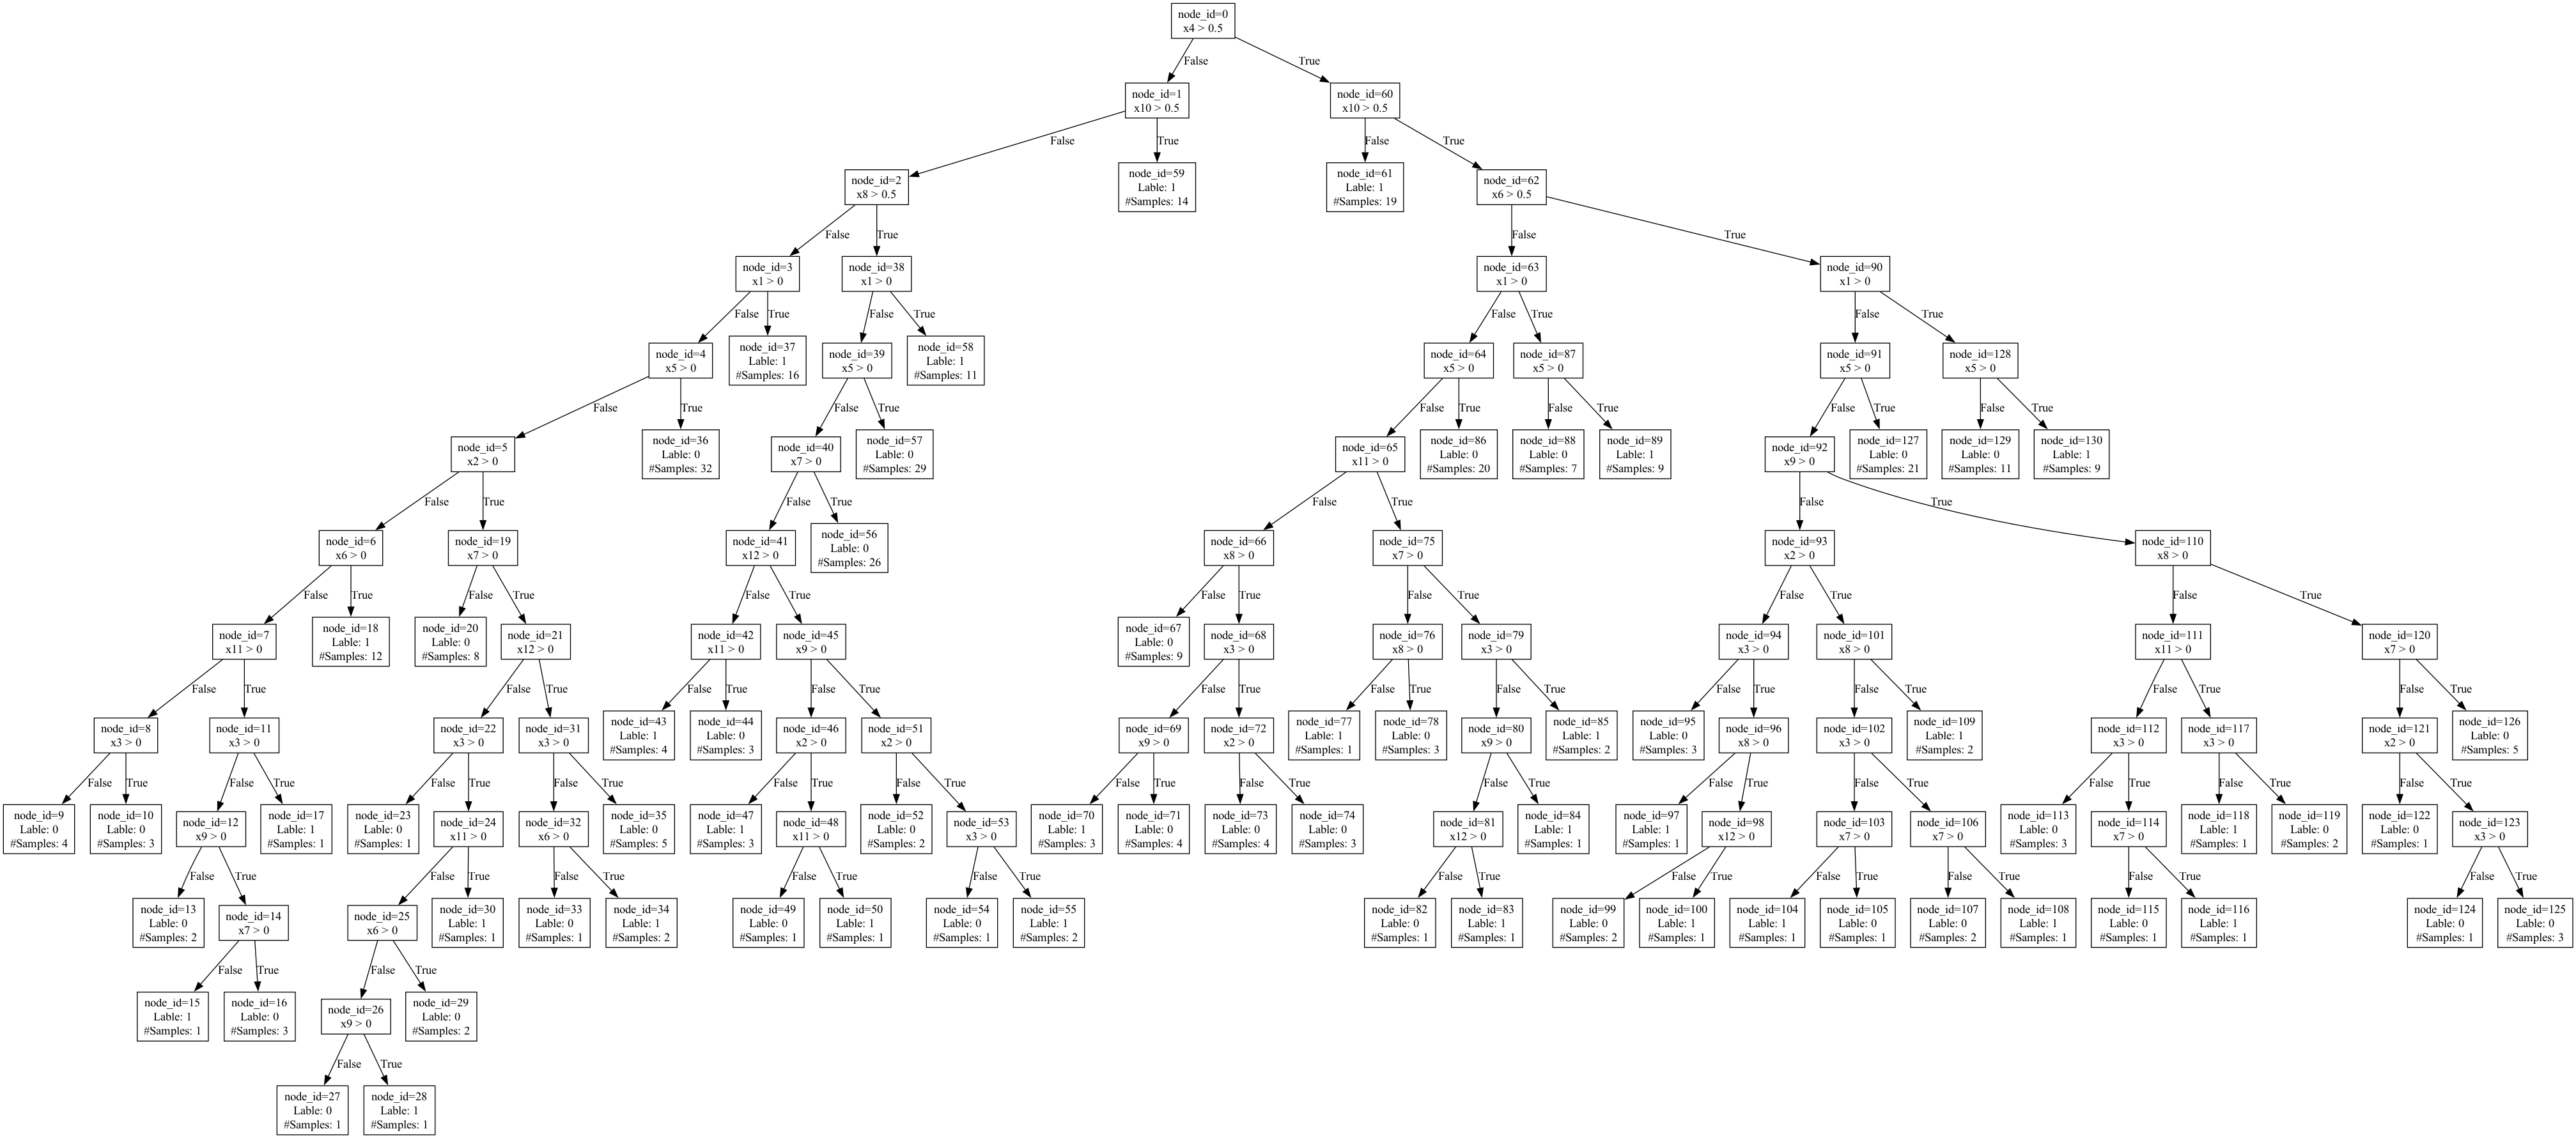 node_id=0
x4 > 0.5
False
True
node_id=1
x10 > 0.5
node_id=60
x10 > 0.5
False
True
False
True
node_id=2
x8 > 0.5
node_id=59
Lable: 1
#Samples: 14
node_id=61
Lable: 1
#Samples: 19
node_id=62
x6 > 0.5
False
True
False
True
node_id=3
x1 > 0
node_id=38
x1 > 0
node_id=63
x1 > 0
node_id=90
x1 > 0
False
True
False
True
False
True
False
True
node_id=4
x5 > 0
node_id=37
Lable: 1
#Samples: 16
node_id=39
x5 > 0
node_id=58
Lable: 1
#Samples: 11
node_id=64
x5 > 0
node_id=87
x5 > 0
node_id=91
x5 > 0
node_id=128
x5 > 0
False
True
False
True
False
True
False
True
False
True
False
True
node_id=5
x2 > 0
node_id=36
Lable: 0
#Samples: 32
node_id=40
x7 > 0
node_id=57
Lable: 0
#Samples: 29
node_id=65
x11 > 0
node_id=86
Lable: 0
#Samples: 20
node_id=88
Lable: 0
#Samples: 7
node_id=89
Lable: 1
#Samples: 9
node_id=92
x9 > 0
node_id=127
Lable: 0
#Samples: 21
node_id=129
Lable: 0
#Samples: 11
node_id=130
Lable: 1
#Samples: 9
False
True
False
True
False
True
False
True
node_id=6
x6 > 0
node_id=19
x7 > 0
node_id=41
x12 > 0
node_id=56
Lable: 0
#Samples: 26
node_id=66
x8 > 0
node_id=75
x7 > 0
node_id=93
x2 > 0
node_id=110
x8 > 0
False
True
False
True
False
True
False
True
False
True
False
True
False
True
node_id=7
x11 > 0
node_id=18
Lable: 1
#Samples: 12
node_id=20
Lable: 0
#Samples: 8
node_id=21
x12 > 0
node_id=42
x11 > 0
node_id=45
x9 > 0
node_id=67
Lable: 0
#Samples: 9
node_id=68
x3 > 0
node_id=76
x8 > 0
node_id=79
x3 > 0
node_id=94
x3 > 0
node_id=101
x8 > 0
node_id=111
x11 > 0
node_id=120
x7 > 0
False
True
False
True
False
True
False
True
False
True
False
True
False
True
False
True
False
True
False
True
False
True
node_id=8
x3 > 0
node_id=11
x3 > 0
node_id=22
x3 > 0
node_id=31
x3 > 0
node_id=43
Lable: 1
#Samples: 4
node_id=44
Lable: 0
#Samples: 3
node_id=46
x2 > 0
node_id=51
x2 > 0
node_id=69
x9 > 0
node_id=72
x2 > 0
node_id=77
Lable: 1
#Samples: 1
node_id=78
Lable: 0
#Samples: 3
node_id=80
x9 > 0
node_id=85
Lable: 1
#Samples: 2
node_id=95
Lable: 0
#Samples: 3
node_id=96
x8 > 0
node_id=102
x3 > 0
node_id=109
Lable: 1
#Samples: 2
node_id=112
x3 > 0
node_id=117
x3 > 0
node_id=121
x2 > 0
node_id=126
Lable: 0
#Samples: 5
False
True
False
True
False
True
False
True
False
True
False
True
False
True
False
True
False
True
False
True
False
True
False
True
False
True
False
True
node_id=9
Lable: 0
#Samples: 4
node_id=10
Lable: 0
#Samples: 3
node_id=12
x9 > 0
node_id=17
Lable: 1
#Samples: 1
node_id=23
Lable: 0
#Samples: 1
node_id=24
x11 > 0
node_id=32
x6 > 0
node_id=35
Lable: 0
#Samples: 5
node_id=47
Lable: 1
#Samples: 3
node_id=48
x11 > 0
node_id=52
Lable: 0
#Samples: 2
node_id=53
x3 > 0
node_id=70
Lable: 1
#Samples: 3
node_id=71
Lable: 0
#Samples: 4
node_id=73
Lable: 0
#Samples: 4
node_id=74
Lable: 0
#Samples: 3
node_id=81
x12 > 0
node_id=84
Lable: 1
#Samples: 1
node_id=97
Lable: 1
#Samples: 1
node_id=98
x12 > 0
node_id=103
x7 > 0
node_id=106
x7 > 0
node_id=113
Lable: 0
#Samples: 3
node_id=114
x7 > 0
node_id=118
Lable: 1
#Samples: 1
node_id=119
Lable: 0
#Samples: 2
node_id=122
Lable: 0
#Samples: 1
node_id=123
x3 > 0
False
True
False
True
False
True
False
True
False
True
False
True
False
True
False
True
False
True
False
True
False
True
node_id=13
Lable: 0
#Samples: 2
node_id=14
x7 > 0
node_id=25
x6 > 0
node_id=30
Lable: 1
#Samples: 1
node_id=33
Lable: 0
#Samples: 1
node_id=34
Lable: 1
#Samples: 2
node_id=49
Lable: 0
#Samples: 1
node_id=50
Lable: 1
#Samples: 1
node_id=54
Lable: 0
#Samples: 1
node_id=55
Lable: 1
#Samples: 2
node_id=82
Lable: 0
#Samples: 1
node_id=83
Lable: 1
#Samples: 1
node_id=99
Lable: 0
#Samples: 2
node_id=100
Lable: 1
#Samples: 1
node_id=104
Lable: 1
#Samples: 1
node_id=105
Lable: 0
#Samples: 1
node_id=107
Lable: 0
#Samples: 2
node_id=108
Lable: 1
#Samples: 1
node_id=115
Lable: 0
#Samples: 1
node_id=116
Lable: 1
#Samples: 1
node_id=124
Lable: 0
#Samples: 1
node_id=125
Lable: 0
#Samples: 3
False
True
False
True
node_id=15
Lable: 1
#Samples: 1
node_id=16
Lable: 0
#Samples: 3
node_id=26
x9 > 0
node_id=29
Lable: 0
#Samples: 2
False
True
node_id=27
Lable: 0
#Samples: 1
node_id=28
Lable: 1
#Samples: 1